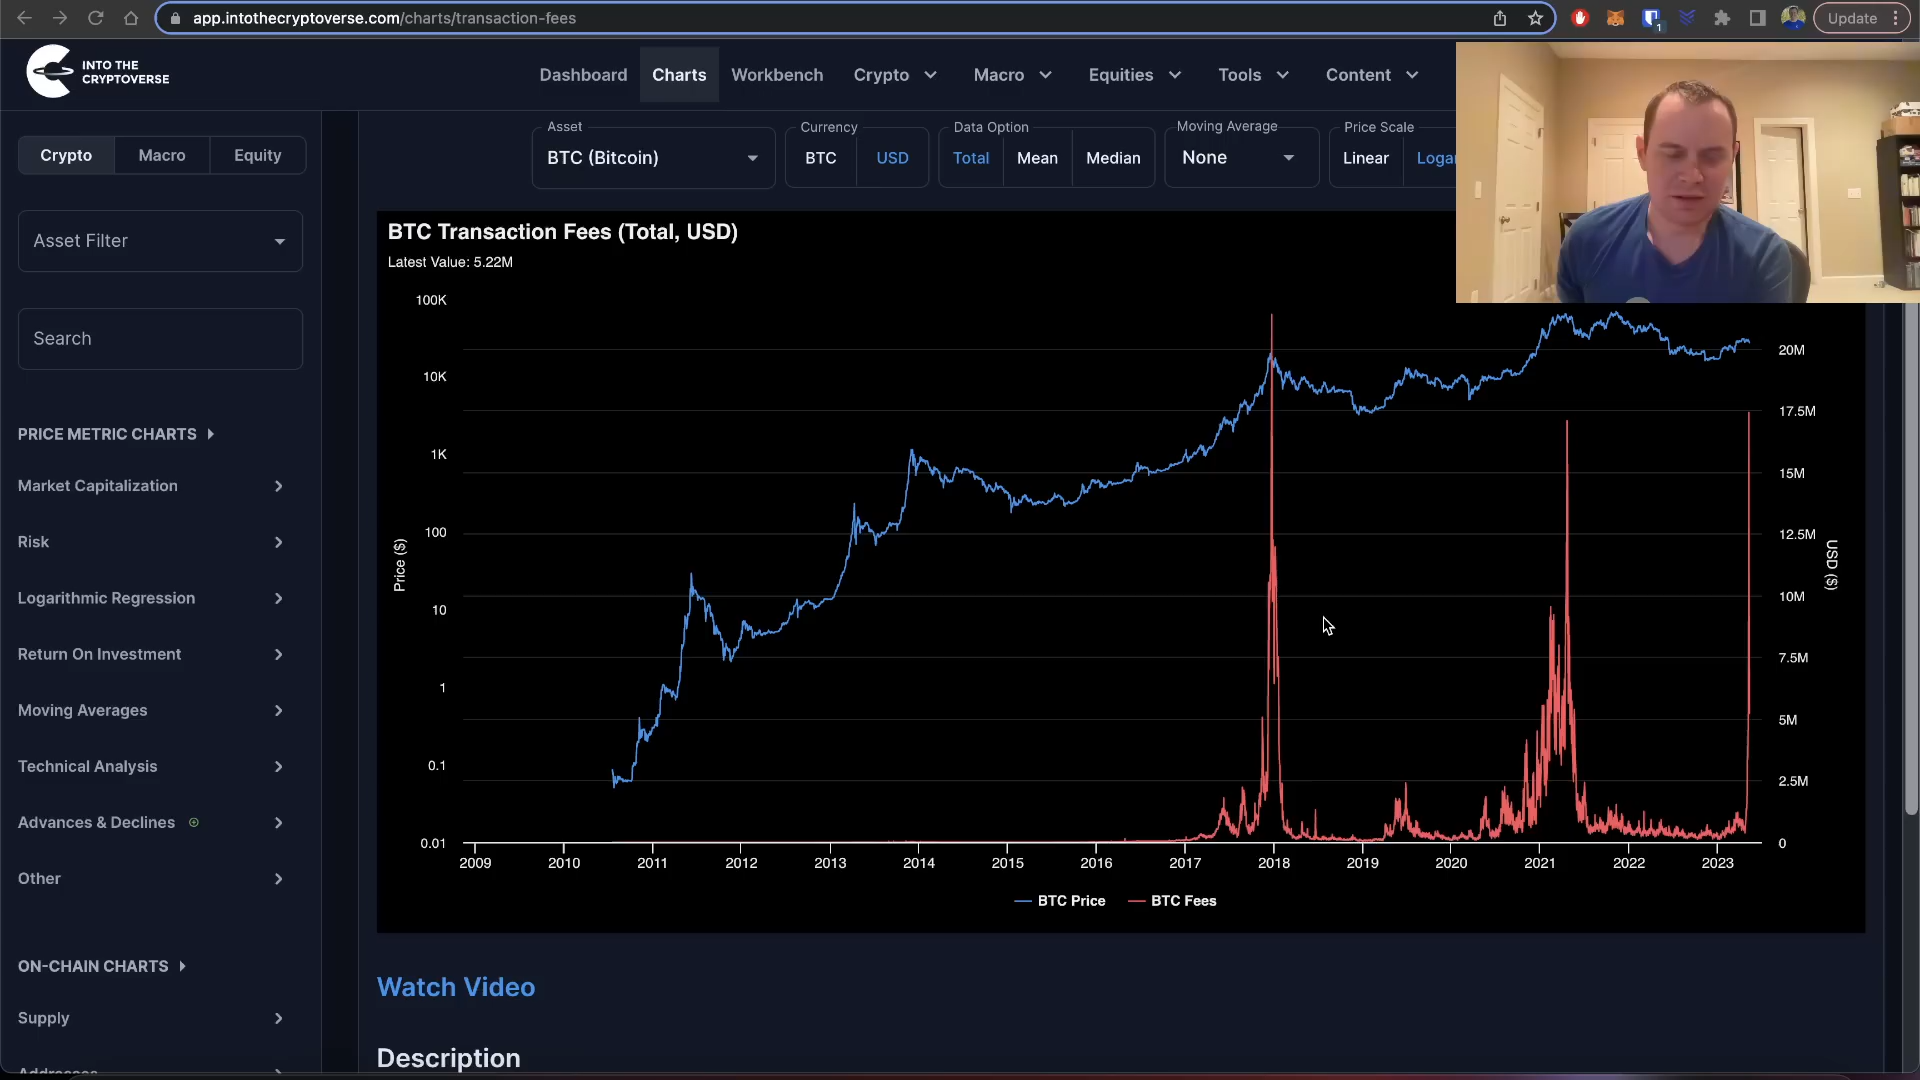 app.intothecryptoverse.com/charts/transaction-fees
Update
1
INTO THE
CRYPTOVERSE
Dashboard
Charts
Workbench
Crypto
Macro
Equities
Tools
Content
Crypto
Macro
Equity
Asset Filter
Search
PRICE METRIC CHARTS
Market Capitalization
Risk
Logarithmic Regression
Return On Investment
Moving Averages
Technical Analysis
Advances & Declines
Other
ON-CHAIN CHARTS
Supply
Addresses
Asset
BTC (Bitcoin)
Currency
BTC
USD
Data Option
Total
Mean
Median
Moving Average
None
Price Scale
Linear
Logar
BTC Transaction Fees (Total, USD)
Latest Value: 5.22M
100K
10K
1K
100
10
1
0.1
0.01
Price ($)
20M
17.5M
15M
12.5M
10M
7.5M
5M
2.5M
0
USD ($)
2009
2010
2011
2012
2013
2014
2015
2016
2017
2018
2019
2020
2021
2022
2023
BTC Price
BTC Fees
Watch Video
Description